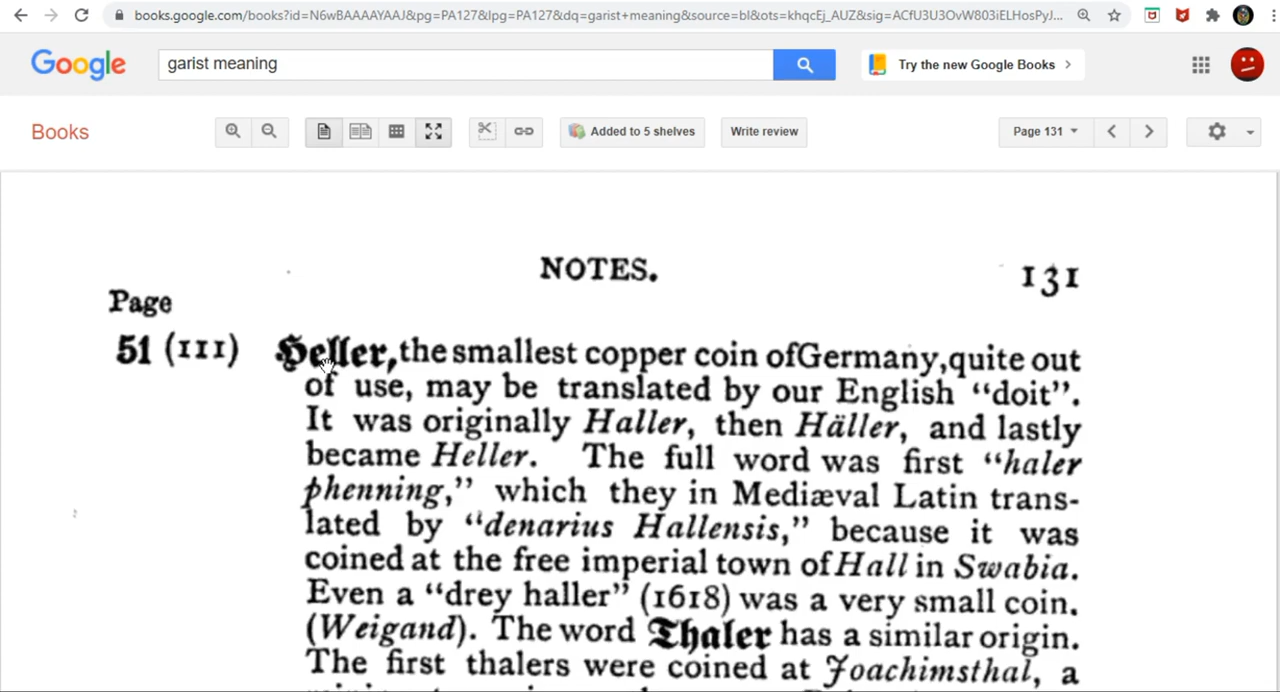 books.google.com/books?id=N6wBAAAAYAAJ&pg=PA127&lpg=PA127&dq=garist+meaning&source=bl&ots=khqcEj_AUZ&sig=ACfU3U3OvW803iELHosPyJ...
Google garist meaning Try the new Google Books
Books Added to 5 shelves Write review Page 131
NOTES. 131
Page
51 (III) Heller, the smallest copper coin of Germany, quite out
of use, may be translated by our English "doit".
It was originally Haller, then Häller, and lastly
became Heller. The full word was first "haler
phenning," which they in Mediæval Latin trans-
lated by "denarius Hallensis," because it was
coined at the free imperial town of Hall in Swabia.
Even a "drey haller" (1618) was a very small coin.
(Weigand). The word Thaler has a similar origin.
The first thalers were coined at Joachimsthal, a